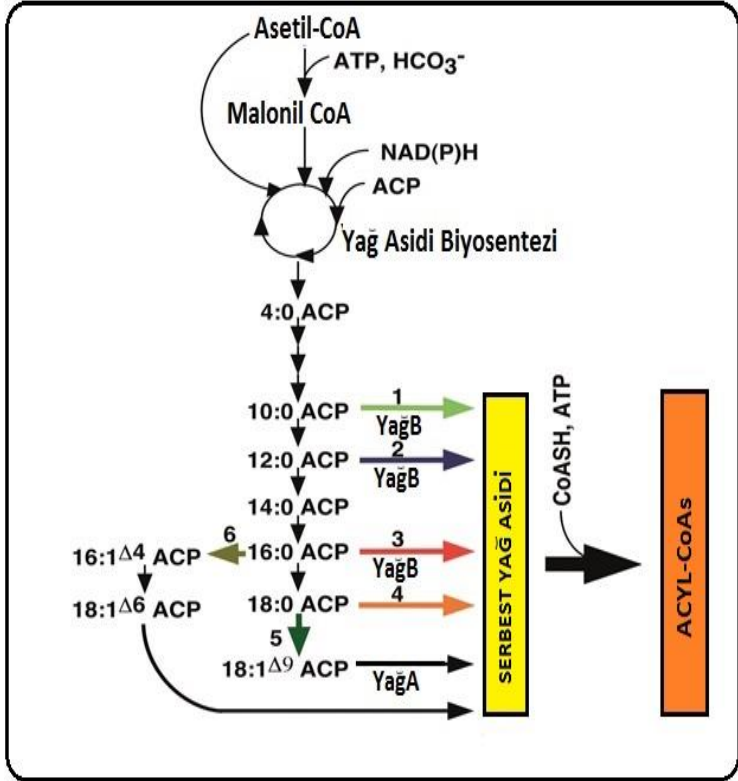 Asetil-CoA
ATP, HCO₃⁻
Malonil CoA
NAD(P)H
ACP
Yağ Asidi Biyosentezi
4:0 ACP
10:0 ACP
1
YağB
12:0 ACP
2
YağB
14:0 ACP
6
16:1Δ4 ACP
16:0 ACP
3
YağB
18:1Δ6 ACP
18:0 ACP
4
5
18:1Δ9 ACP
YağA
SERBEST YAĞ ASİDİ
CoASH, ATP
ACYL-CoAs